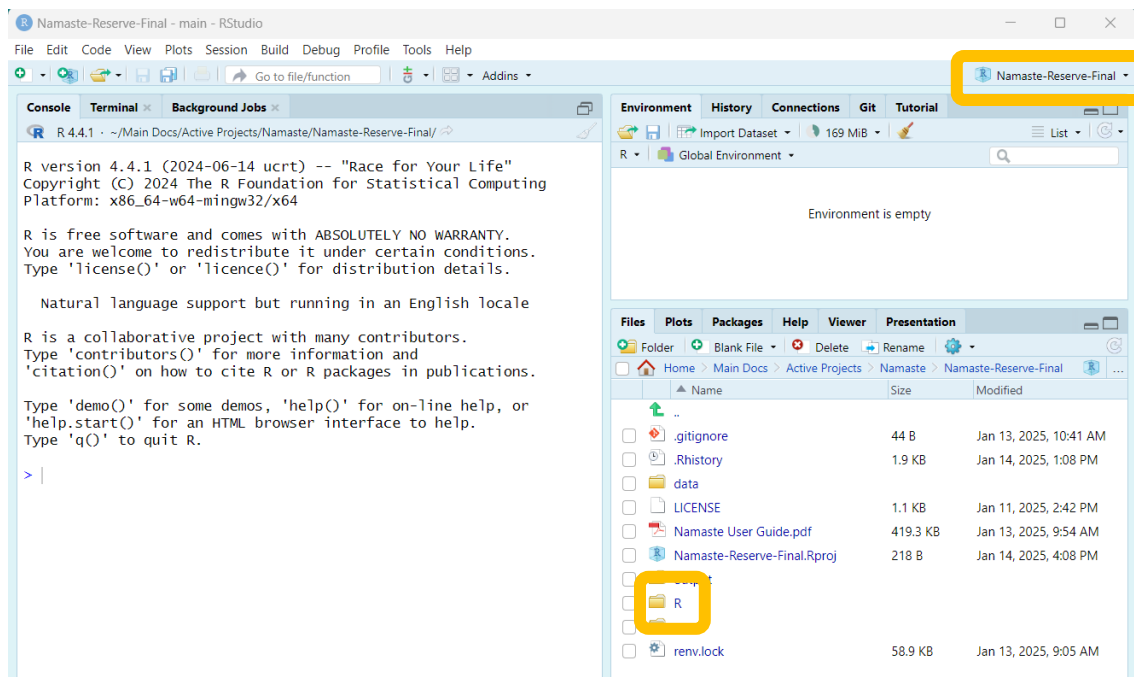 Namaste-Reserve-Final - main - RStudio
File Edit Code View Plots Session Build Debug Profile Tools Help
Go to file/function Addins
Namaste-Reserve-Final
Console Terminal Background Jobs
R 4.4.1 · ~/Main Docs/Active Projects/Namaste/Namaste-Reserve-Final/
R version 4.4.1 (2024-06-14 ucrt) -- "Race for Your Life"
Copyright (C) 2024 The R Foundation for Statistical Computing
Platform: x86_64-w64-mingw32/x64
R is free software and comes with ABSOLUTELY NO WARRANTY.
You are welcome to redistribute it under certain conditions.
Type 'license()' or 'licence()' for distribution details.
Natural language support but running in an English locale
R is a collaborative project with many contributors.
Type 'contributors()' for more information and
'citation()' on how to cite R or R packages in publications.
Type 'demo()' for some demos, 'help()' for on-line help, or
'help.start()' for an HTML browser interface to help.
Type 'q()' to quit R.
>
Environment History Connections Git Tutorial
Import Dataset 169 MiB List
R Global Environment
Environment is empty
Files Plots Packages Help Viewer Presentation
Folder Blank File Delete Rename
Home > Main Docs > Active Projects > Namaste > Namaste-Reserve-Final ...
Name Size Modified
..
.gitignore 44 B Jan 13, 2025, 10:41 AM
.Rhistory 1.9 KB Jan 14, 2025, 1:08 PM
data
LICENSE 1.1 KB Jan 11, 2025, 2:42 PM
Namaste User Guide.pdf 419.3 KB Jan 13, 2025, 9:54 AM
Namaste-Reserve-Final.Rproj 218 B Jan 14, 2025, 4:08 PM
R
renv.lock 58.9 KB Jan 13, 2025, 9:05 AM